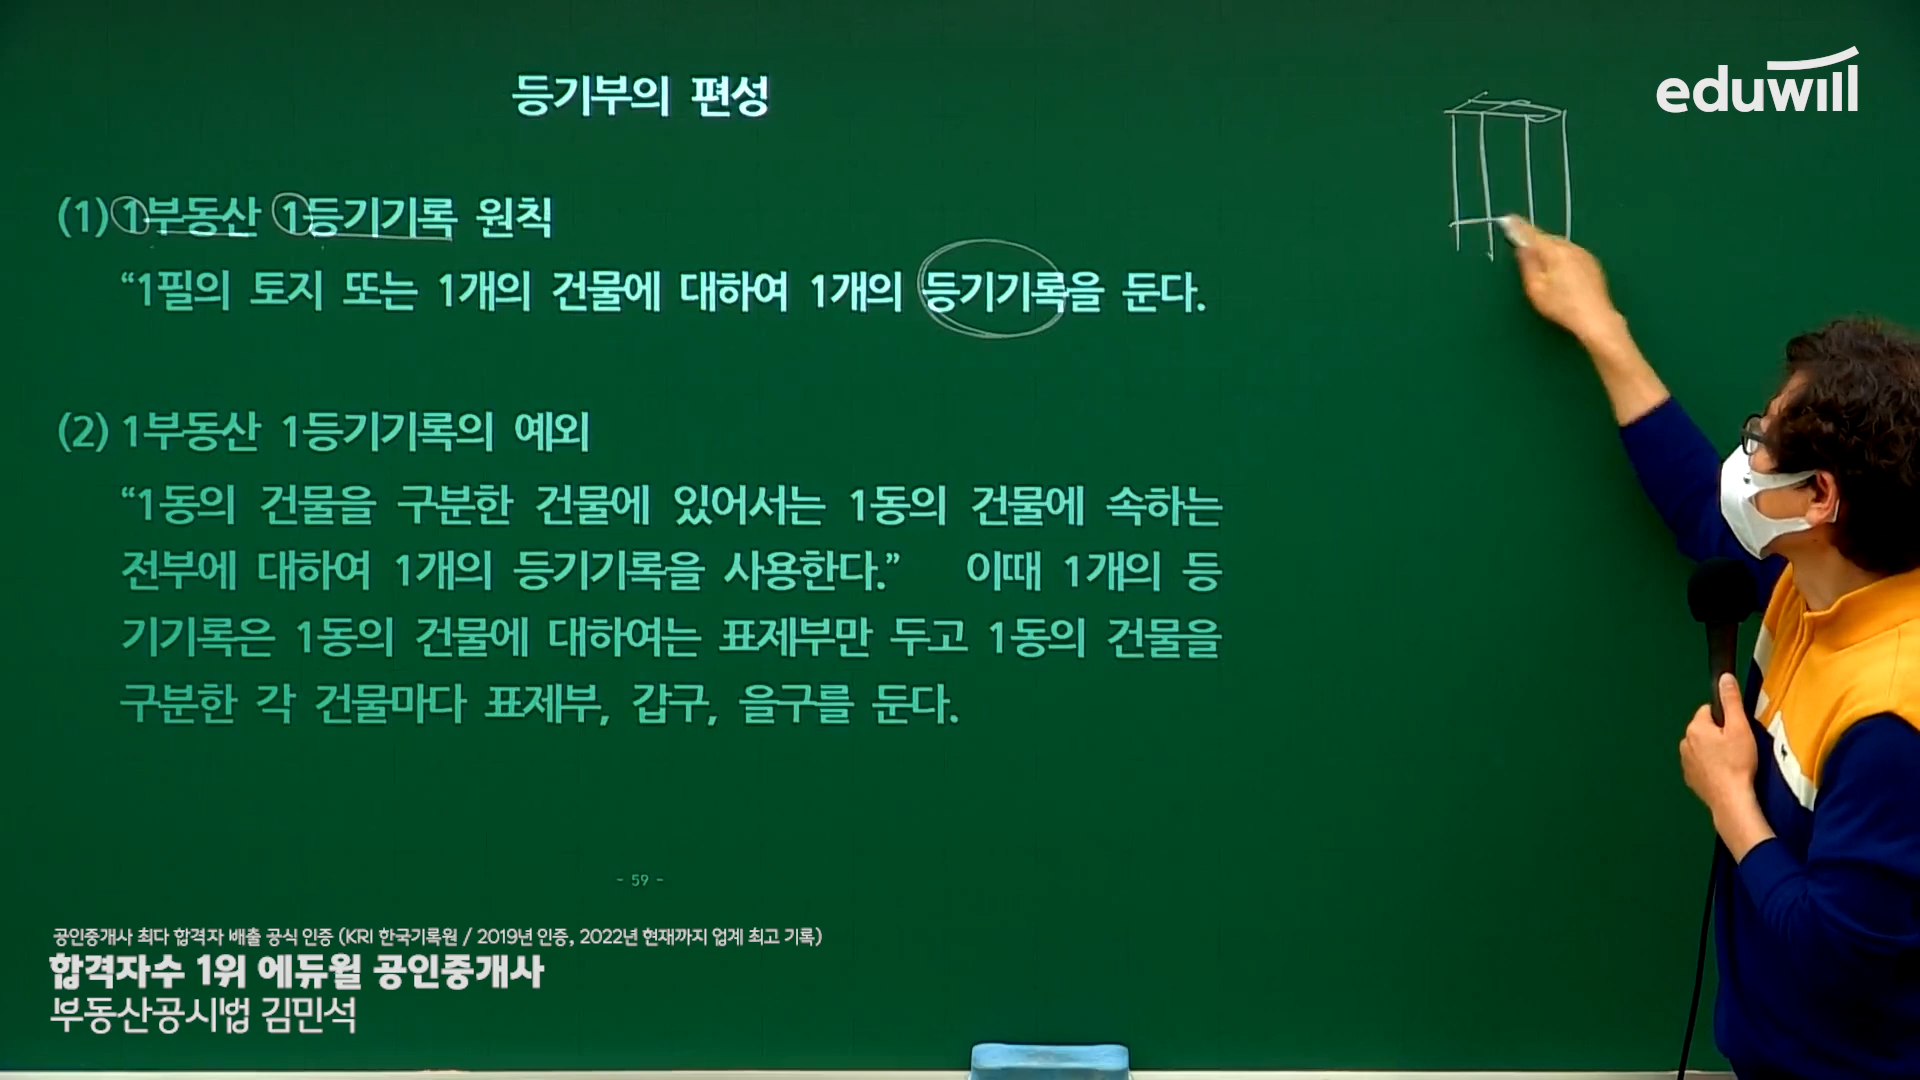 eduwill
등기부의 편성
(1) 1부동산 1등기기록 원칙
“1필의 토지 또는 1개의 건물에 대하여 1개의 등기기록을 둔다.
(2) 1부동산 1등기기록의 예외
“1동의 건물을 구분한 건물에 있어서는 1동의 건물에 속하는
전부에 대하여 1개의 등기기록을 사용한다.” 이때 1개의 등
기기록은 1동의 건물에 대하여는 표제부만 두고 1동의 건물을
구분한 각 건물마다 표제부, 갑구, 을구를 둔다.
- 59 -
공인중개사 최다 합격자 배출 공식 인증 (KRI 한국기록원 / 2019년 인증, 2022년 현재까지 업계 최고 기록)
합격자수 1위 에듀윌 공인중개사
부동산공시법 김민석